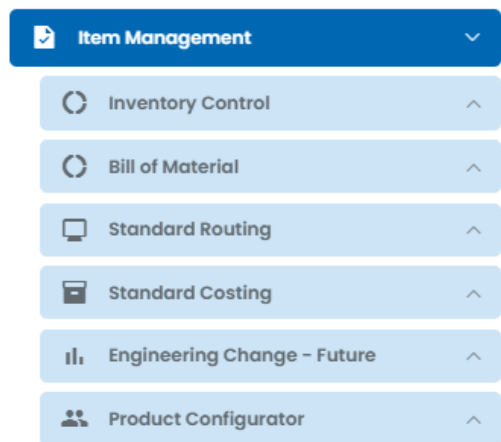 Item Management
Inventory Control
Bill of Material
Standard Routing
Standard Costing
Engineering Change - Future
Product Configurator